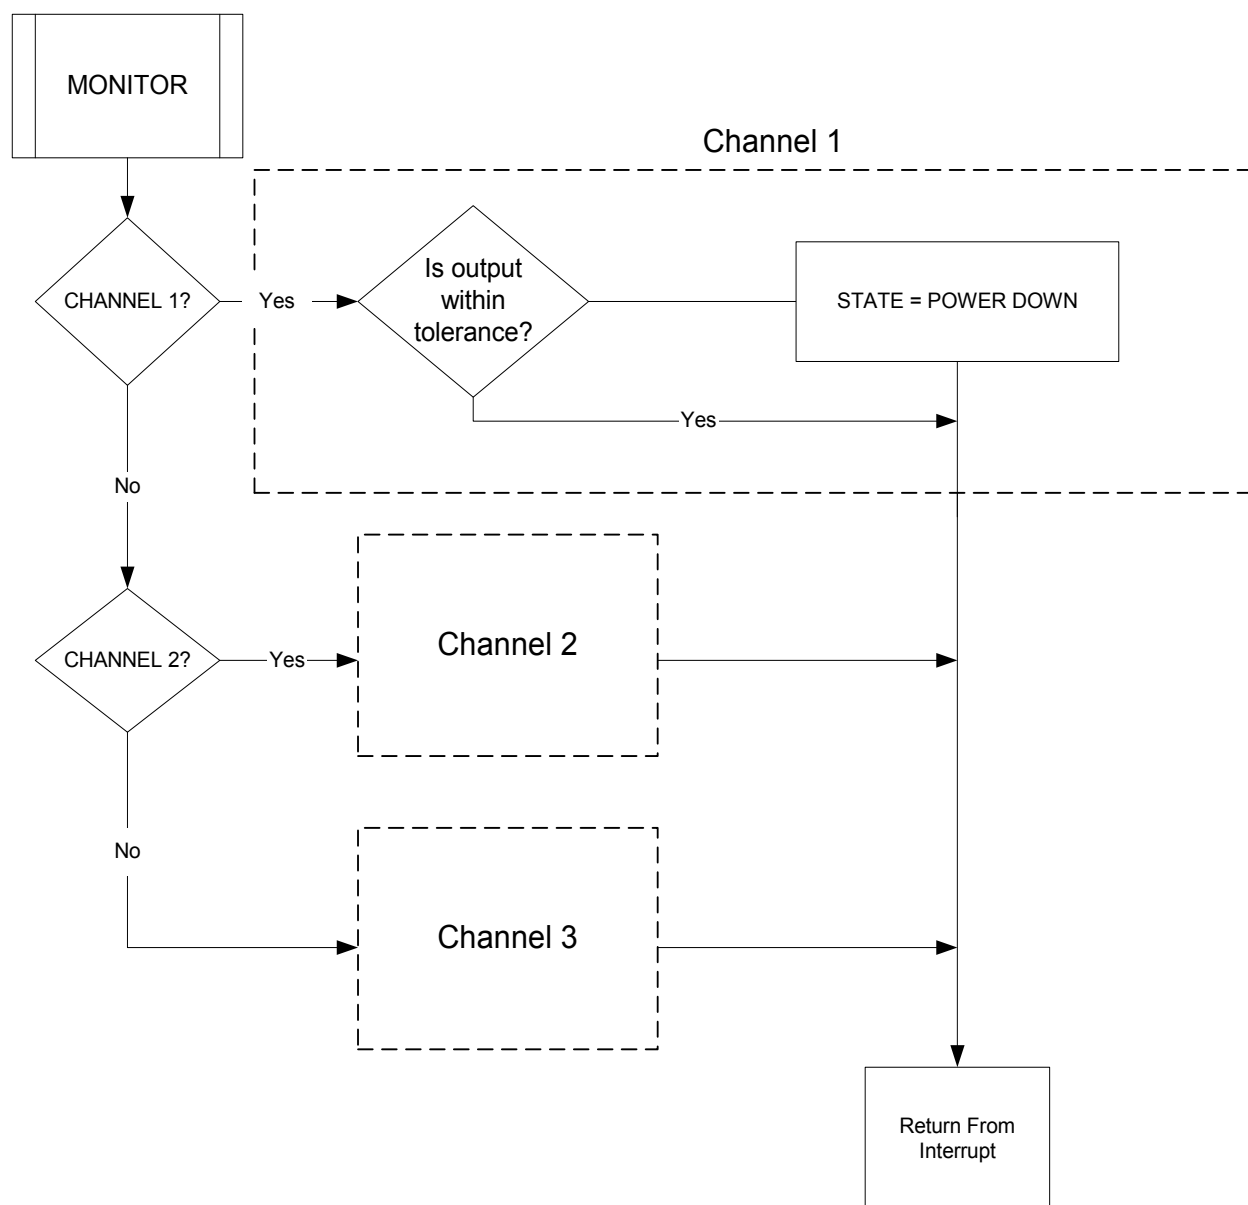 MONITOR
Channel 1
CHANNEL 1?
Yes
Is output
within
tolerance?
STATE = POWER DOWN
Yes
No
CHANNEL 2?
Yes
Channel 2
No
Channel 3
Return From
Interrupt